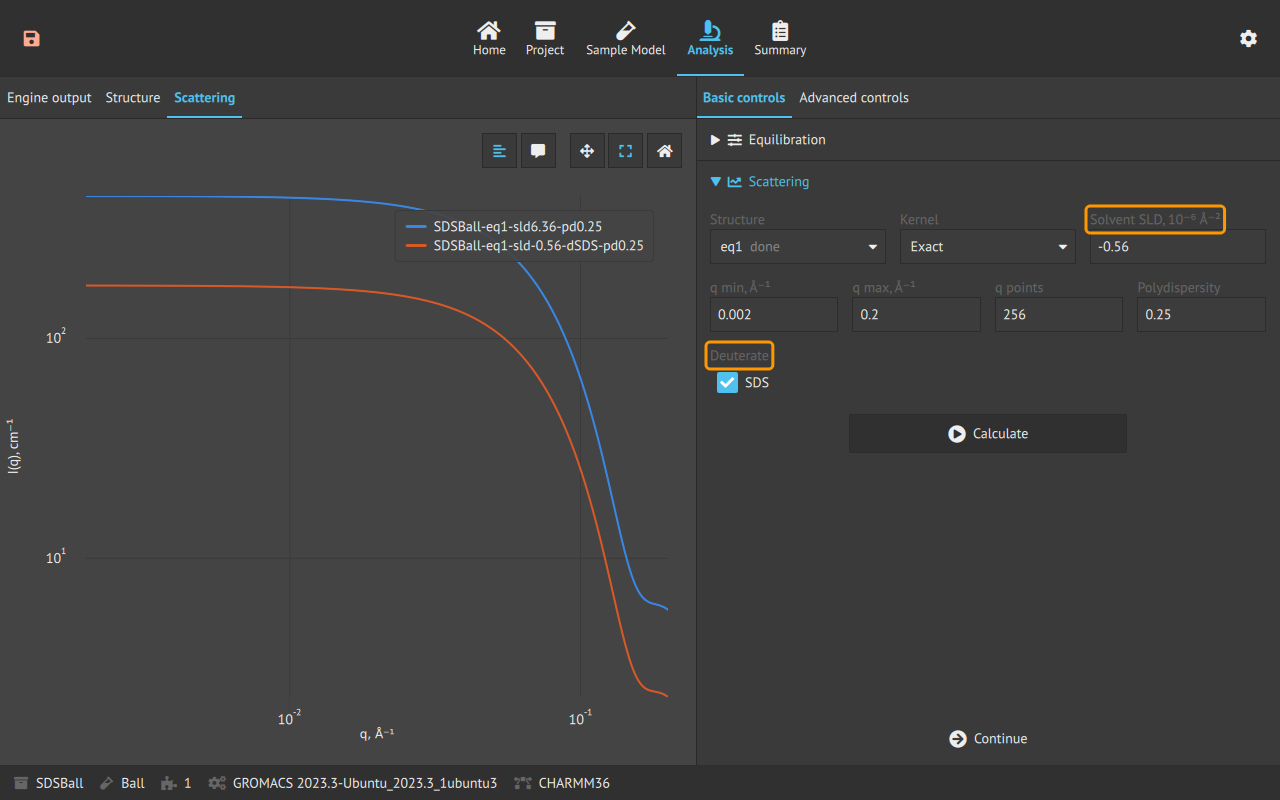 Home Project Sample Model Analysis Summary
Engine output Structure Scattering
Basic controls Advanced controls
Equilibration
Scattering
Structure Kernel Solvent SLD, 10⁻⁶ Å⁻²
eq1 done Exact -0.56
q min, Å⁻¹ q max, Å⁻¹ q points Polydispersity
0.002 0.2 256 0.25
Deuterate
SDS
Calculate
Continue
SDSBall-eq1-sld6.36-pd0.25
SDSBall-eq1-sld-0.56-dSDS-pd0.25
10²
10¹
I(q), cm⁻¹
10⁻² 10⁻¹
q, Å⁻¹
SDSBall Ball 1 GROMACS 2023.3-Ubuntu_2023.3_1ubuntu3 CHARMM36